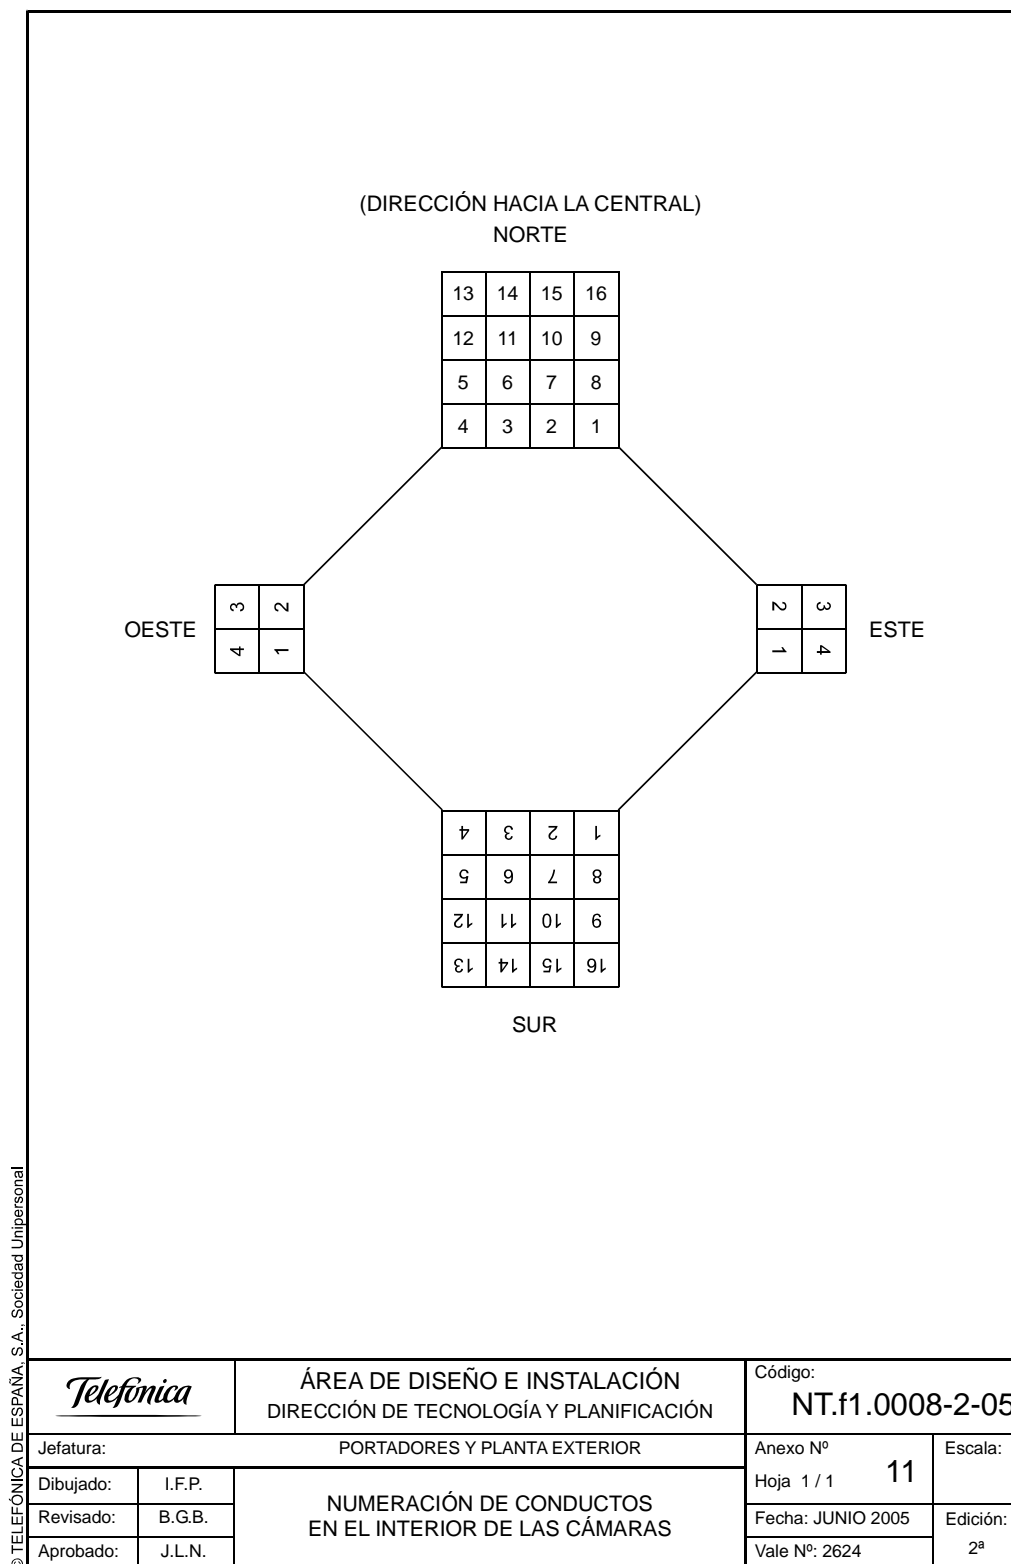 (DIRECCIÓN HACIA LA CENTRAL)
NORTE
13 14 15 16
12 11 10 9
5 6 7 8
4 3 2 1
OESTE
3 2
4 1
2 3
1 4
ESTE
4 3 2 1
5 6 7 8
12 11 10 9
13 14 15 16
SUR
© TELEFÓNICA DE ESPAÑA, S.A., Sociedad Unipersonal
Telefónica
ÁREA DE DISEÑO E INSTALACIÓN
DIRECCIÓN DE TECNOLOGÍA Y PLANIFICACIÓN
Código:
NT.f1.0008-2-05
Jefatura:
PORTADORES Y PLANTA EXTERIOR
Anexo Nº
11
Hoja 1 / 1
Escala:
Dibujado: I.F.P.
Revisado: B.G.B.
Aprobado: J.L.N.
NUMERACIÓN DE CONDUCTOS
EN EL INTERIOR DE LAS CÁMARAS
Fecha: JUNIO 2005
Vale Nº: 2624
Edición:
2ª